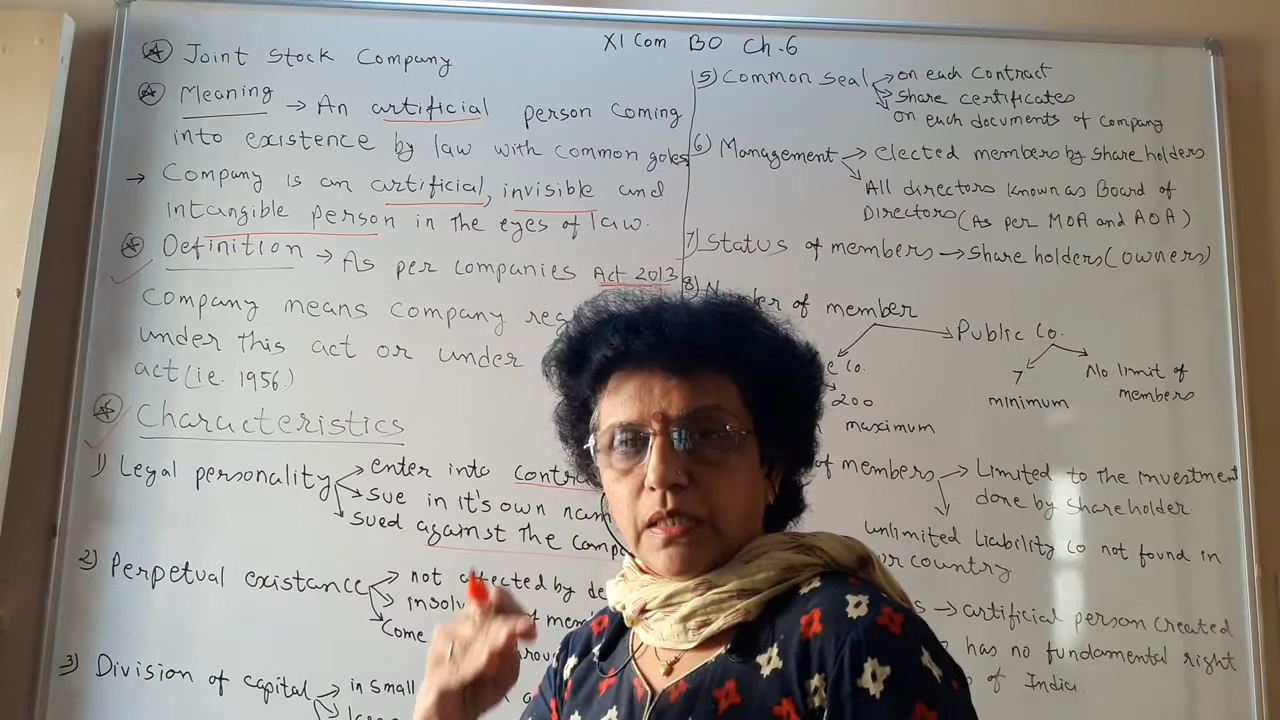 XI Com BO Ch.6
Joint Stock Company
Meaning → An artificial person coming
into existence by law with common goles
→ Company is an artificial, invisible and
intangible person in the eyes of law.
Definition → As per companies Act 2013
Company means company reg
under this act or under
act (i.e. 1956.)
Characteristics
1) Legal personality → enter into contr
→ sue in it's own nam
→ sued against the comp
2) Perpetual existance → not affected by de
→ insolv of mem
→ Come
3) Division of capital → in small
5) Common seal → on each contract
→ share certificates
on each documents of company
6) Management → elected members by share holders
→ All directors known as Board of
Directors (As per MOA and AOA)
7) Status of members → share holders (owners)
8) Number of member
Public Co.
Co.
7
minimum
No limit of
members
200
maximum
of members → Limited to the investment
done by shareholder.
→ unlimited liability co not found in
country
→ artificial person created
has no fundamental right
of India.